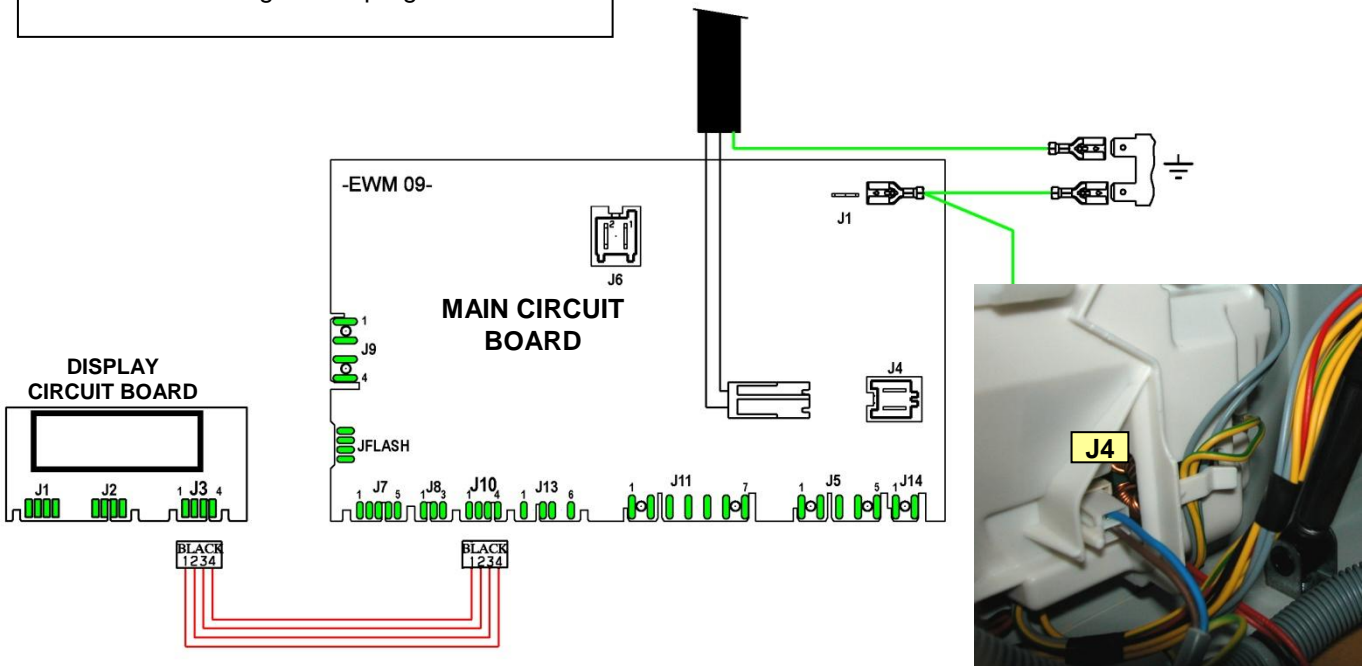 -EWM 09-
J1
2 1
J6
MAIN CIRCUIT
BOARD
1
J9
4
J4
JFLASH
DISPLAY
CIRCUIT BOARD
J1 J2 1 J3 4
1 J7 5 1 J8 3 1 J10 4 1 J13 6 1 J11 7 1 J5 5 1 J14
BLACK
1234
BLACK
1234
J4